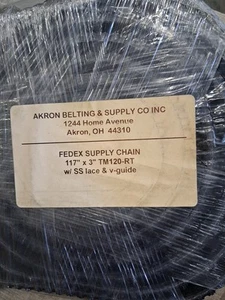 AKRON BELTING & SUPPLY CO INC
1244 Home Avenue
Akron, OH 44310
FEDEX SUPPLY CHAIN
117" x 3" TM120-RT
w/ SS lace & v-guide